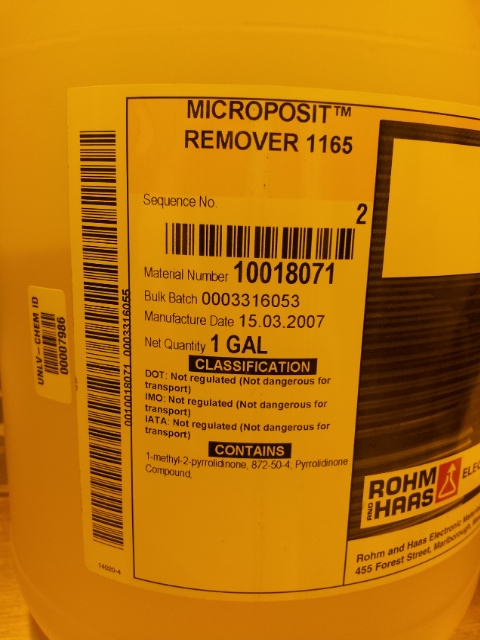 MICROPOSIT™
REMOVER 1165
Sequence No.
2
Material Number 10018071
Bulk Batch 0003316053
Manufacture Date 15.03.2007
Net Quantity 1 GAL
CLASSIFICATION
DOT: Not regulated (Not dangerous for
transport)
IMO: Not regulated (Not dangerous for
transport)
IATA: Not regulated (Not dangerous for
transport)
CONTAINS
1-methyl-2-pyrrolidinone, 872-50-4; Pyrrolidinone
Compound,
UNLV-CHEM ID
00007986
ROHM
AND HAAS
ELEC
Rohm and Haas Electronic
455 Forest Street, Marlborough,